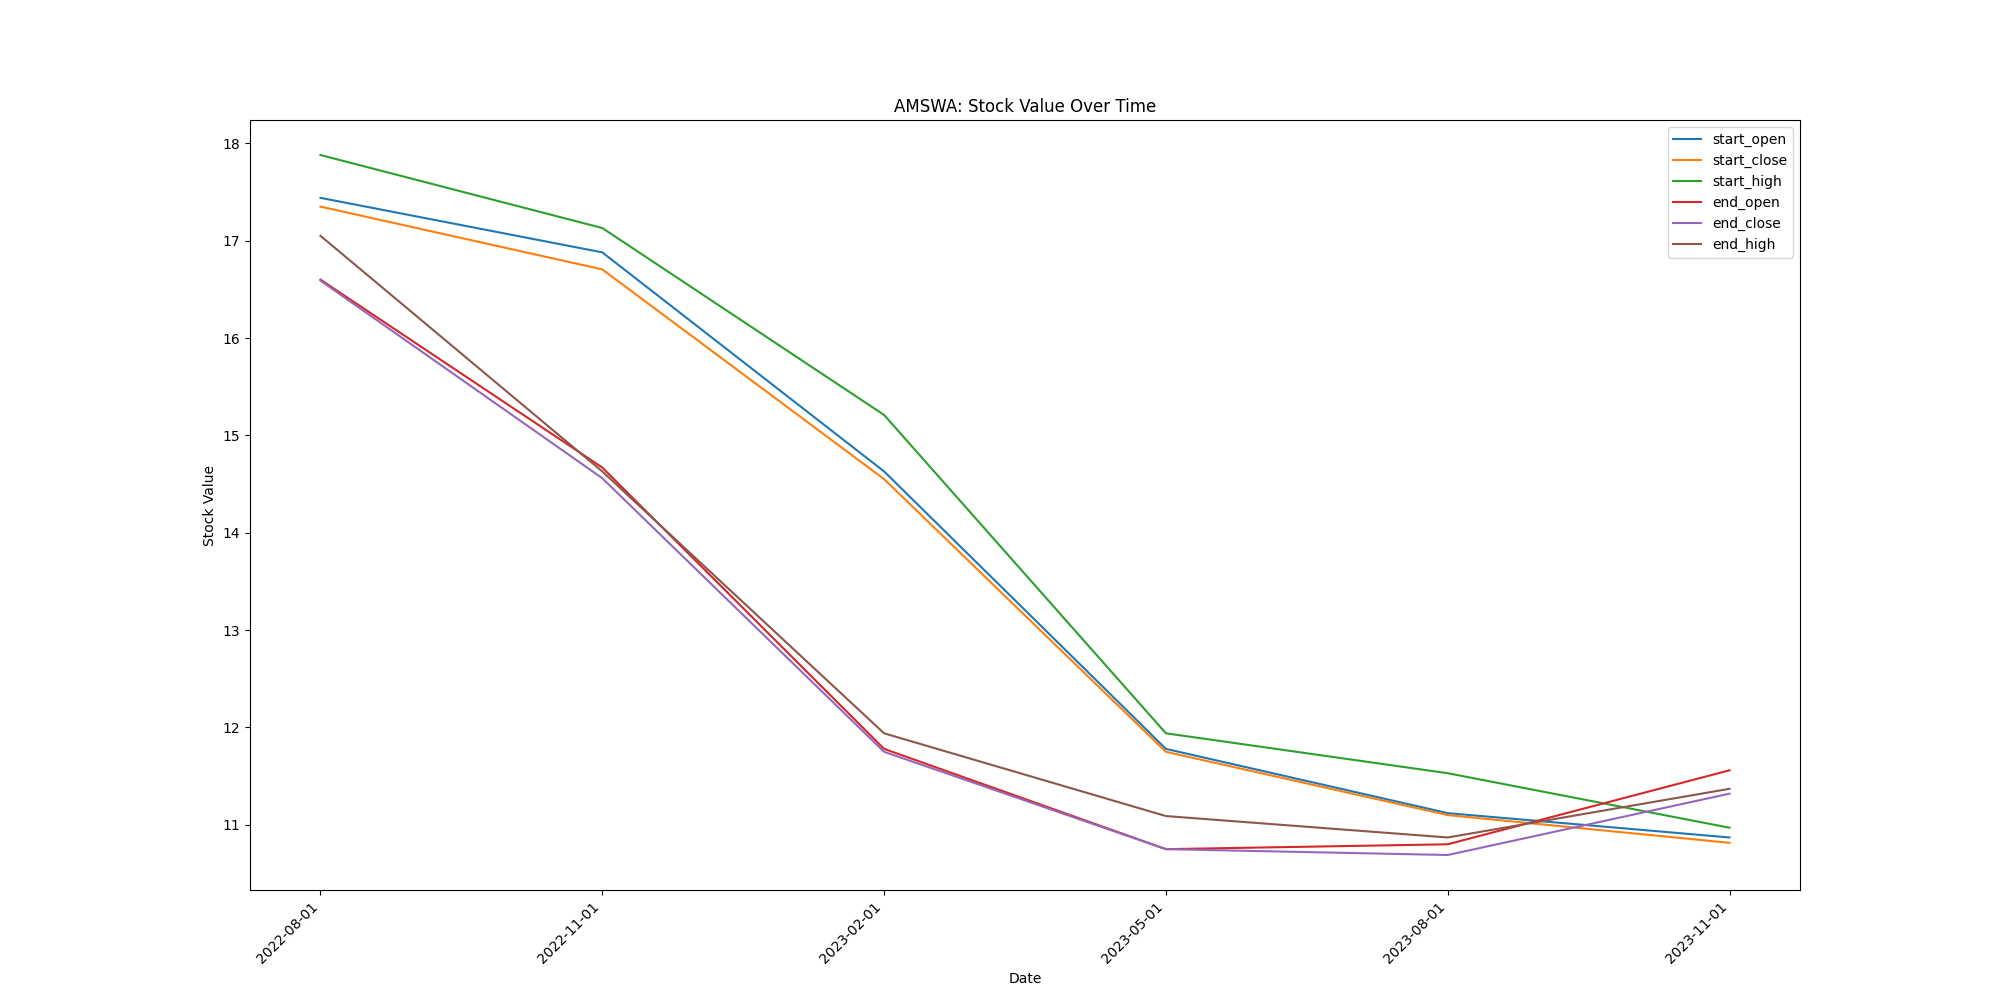 AMSWA: Stock Value Over Time
start_open
start_close
start_high
end_open
end_close
end_high
18
17
16
15
14
13
12
11
Stock Value
2022-08-01
2022-11-01
2023-02-01
2023-05-01
2023-08-01
2023-11-01
Date